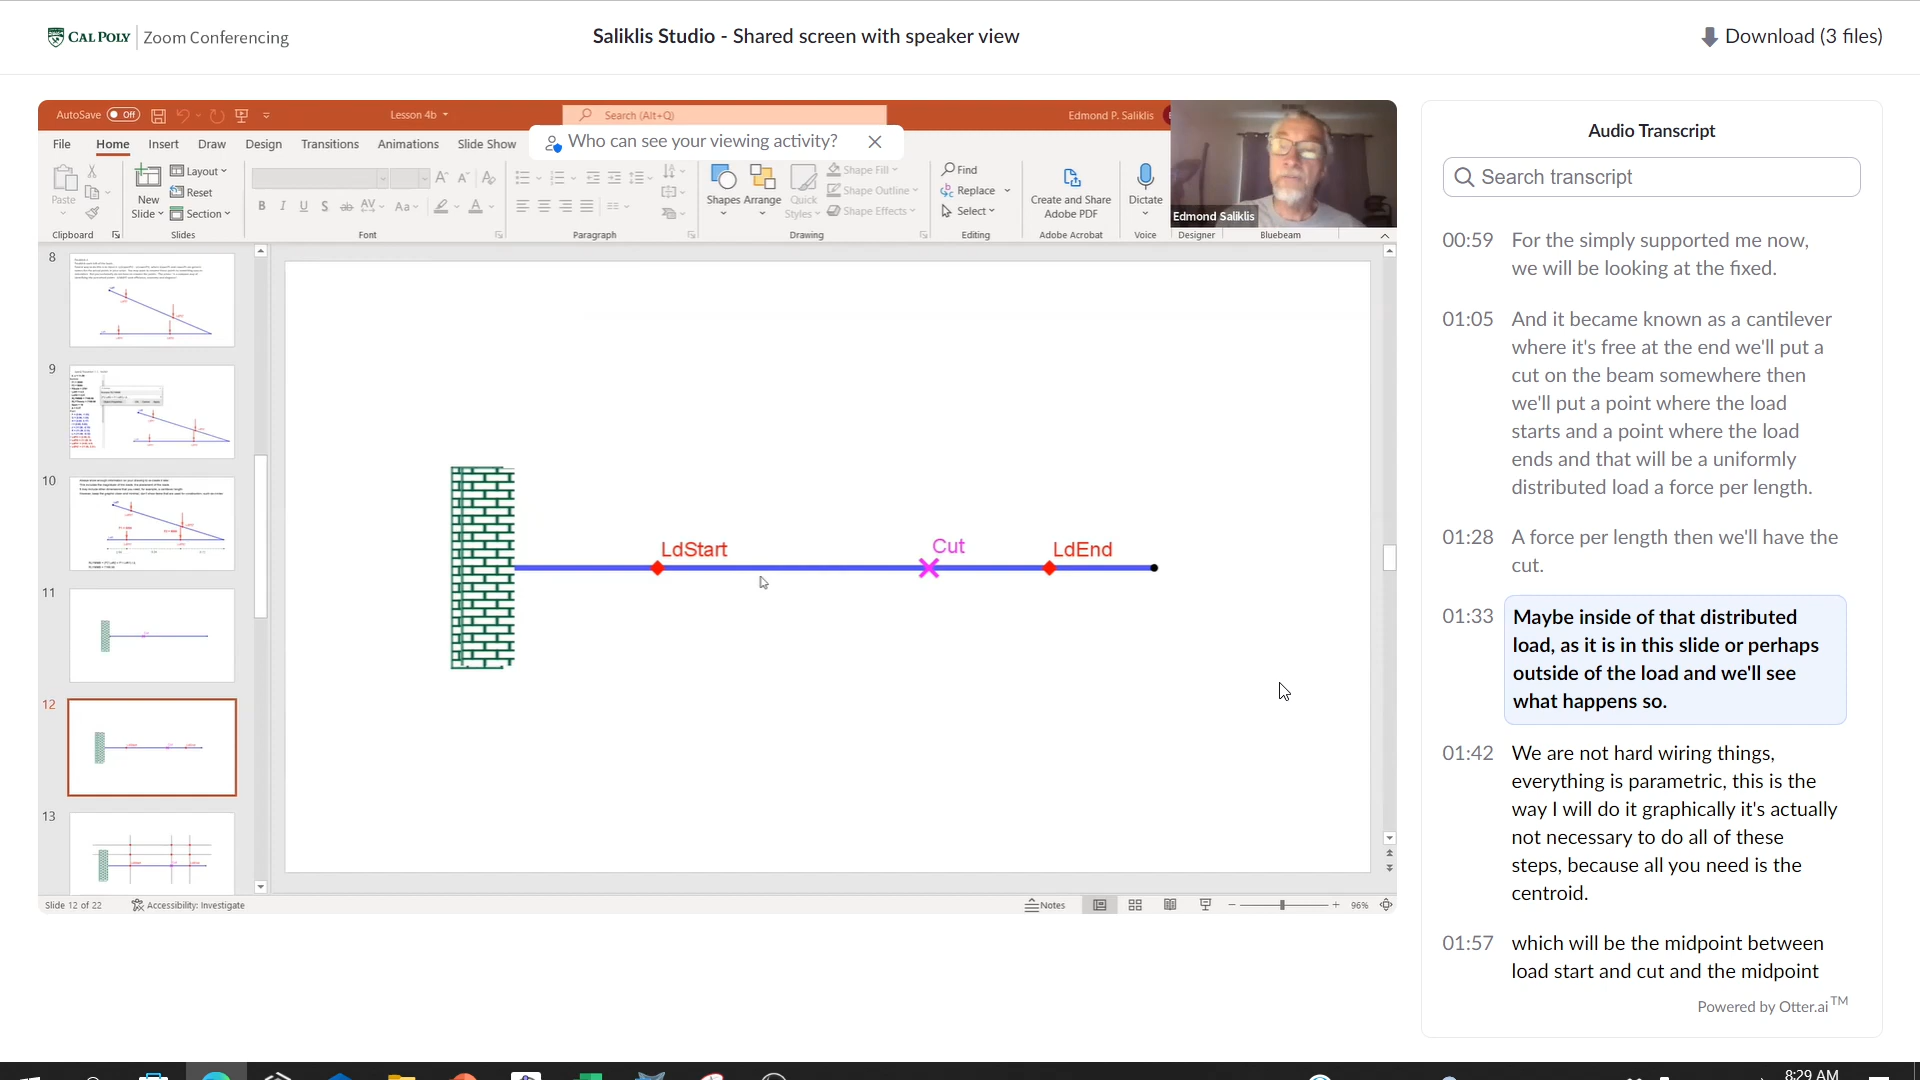 CAL POLY Zoom Conferencing
Saliklis Studio - Shared screen with speaker view
Download (3 files)
AutoSave Off
Lesson 4b
Search (Alt+Q)
Edmond P. Saliklis
File Home Insert Draw Design Transitions Animations Slide Show
Who can see your viewing activity?
Paste
New
Slide
Layout
Reset
Section
Shapes
Arrange
Quick
Styles
Shape Fill
Shape Outline
Shape Effects
Find
Replace
Select
Create and Share
Adobe PDF
Dictate
Edmond Saliklis
Clipboard
Slides
Font
Paragraph
Drawing
Editing
Adobe Acrobat
Voice
Designer
Bluebeam
8
9
10
11
12
13
LdStart
Cut
LdEnd
Slide 12 of 22
Accessibility: Investigate
Notes
96%
Audio Transcript
Search transcript
00:59 For the simply supported me now,
we will be looking at the fixed.
01:05 And it became known as a cantilever
where it's free at the end we'll put a
cut on the beam somewhere then
we'll put a point where the load
starts and a point where the load
ends and that will be a uniformly
distributed load a force per length.
01:28 A force per length then we'll have the
cut.
01:33 Maybe inside of that distributed
load, as it is in this slide or perhaps
outside of the load and we'll see
what happens so.
01:42 We are not hard wiring things,
everything is parametric, this is the
way I will do it graphically it's actually
not necessary to do all of these
steps, because all you need is the
centroid.
01:57 which will be the midpoint between
load start and cut and the midpoint
Powered by Otter.ai TM
8:29 AM